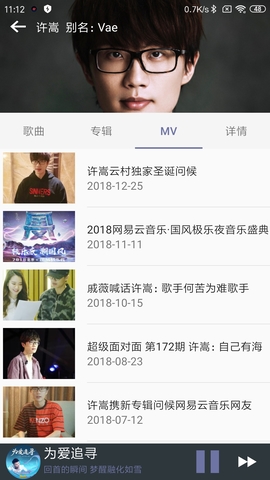 11:12
0.7K/s
48
许嵩 别名:Vae
歌曲 专辑 MV 详情
许嵩云村独家圣诞问候
2018-12-25
2018网易云音乐·国风极乐夜音乐盛典
2018-11-11
戚薇喊话许嵩:歌手何苦为难歌手
2018-10-15
超级面对面 第172期 许嵩:自己有海
2018-08-23
许嵩携新专辑问候网易云音乐网友
KENZO
2018-07-12
为爱追寻
为爱追寻
回首的瞬间 梦醒融化如雪